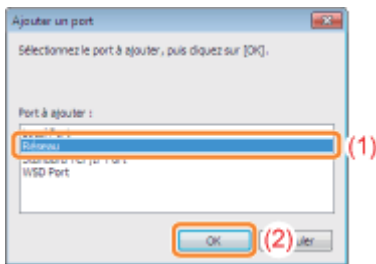 Ajouter un port
Sélectionnez le port à ajouter, puis cliquez sur [OK].
Port à ajouter :
Réseau
(1)
WSD Port
OK
(2)